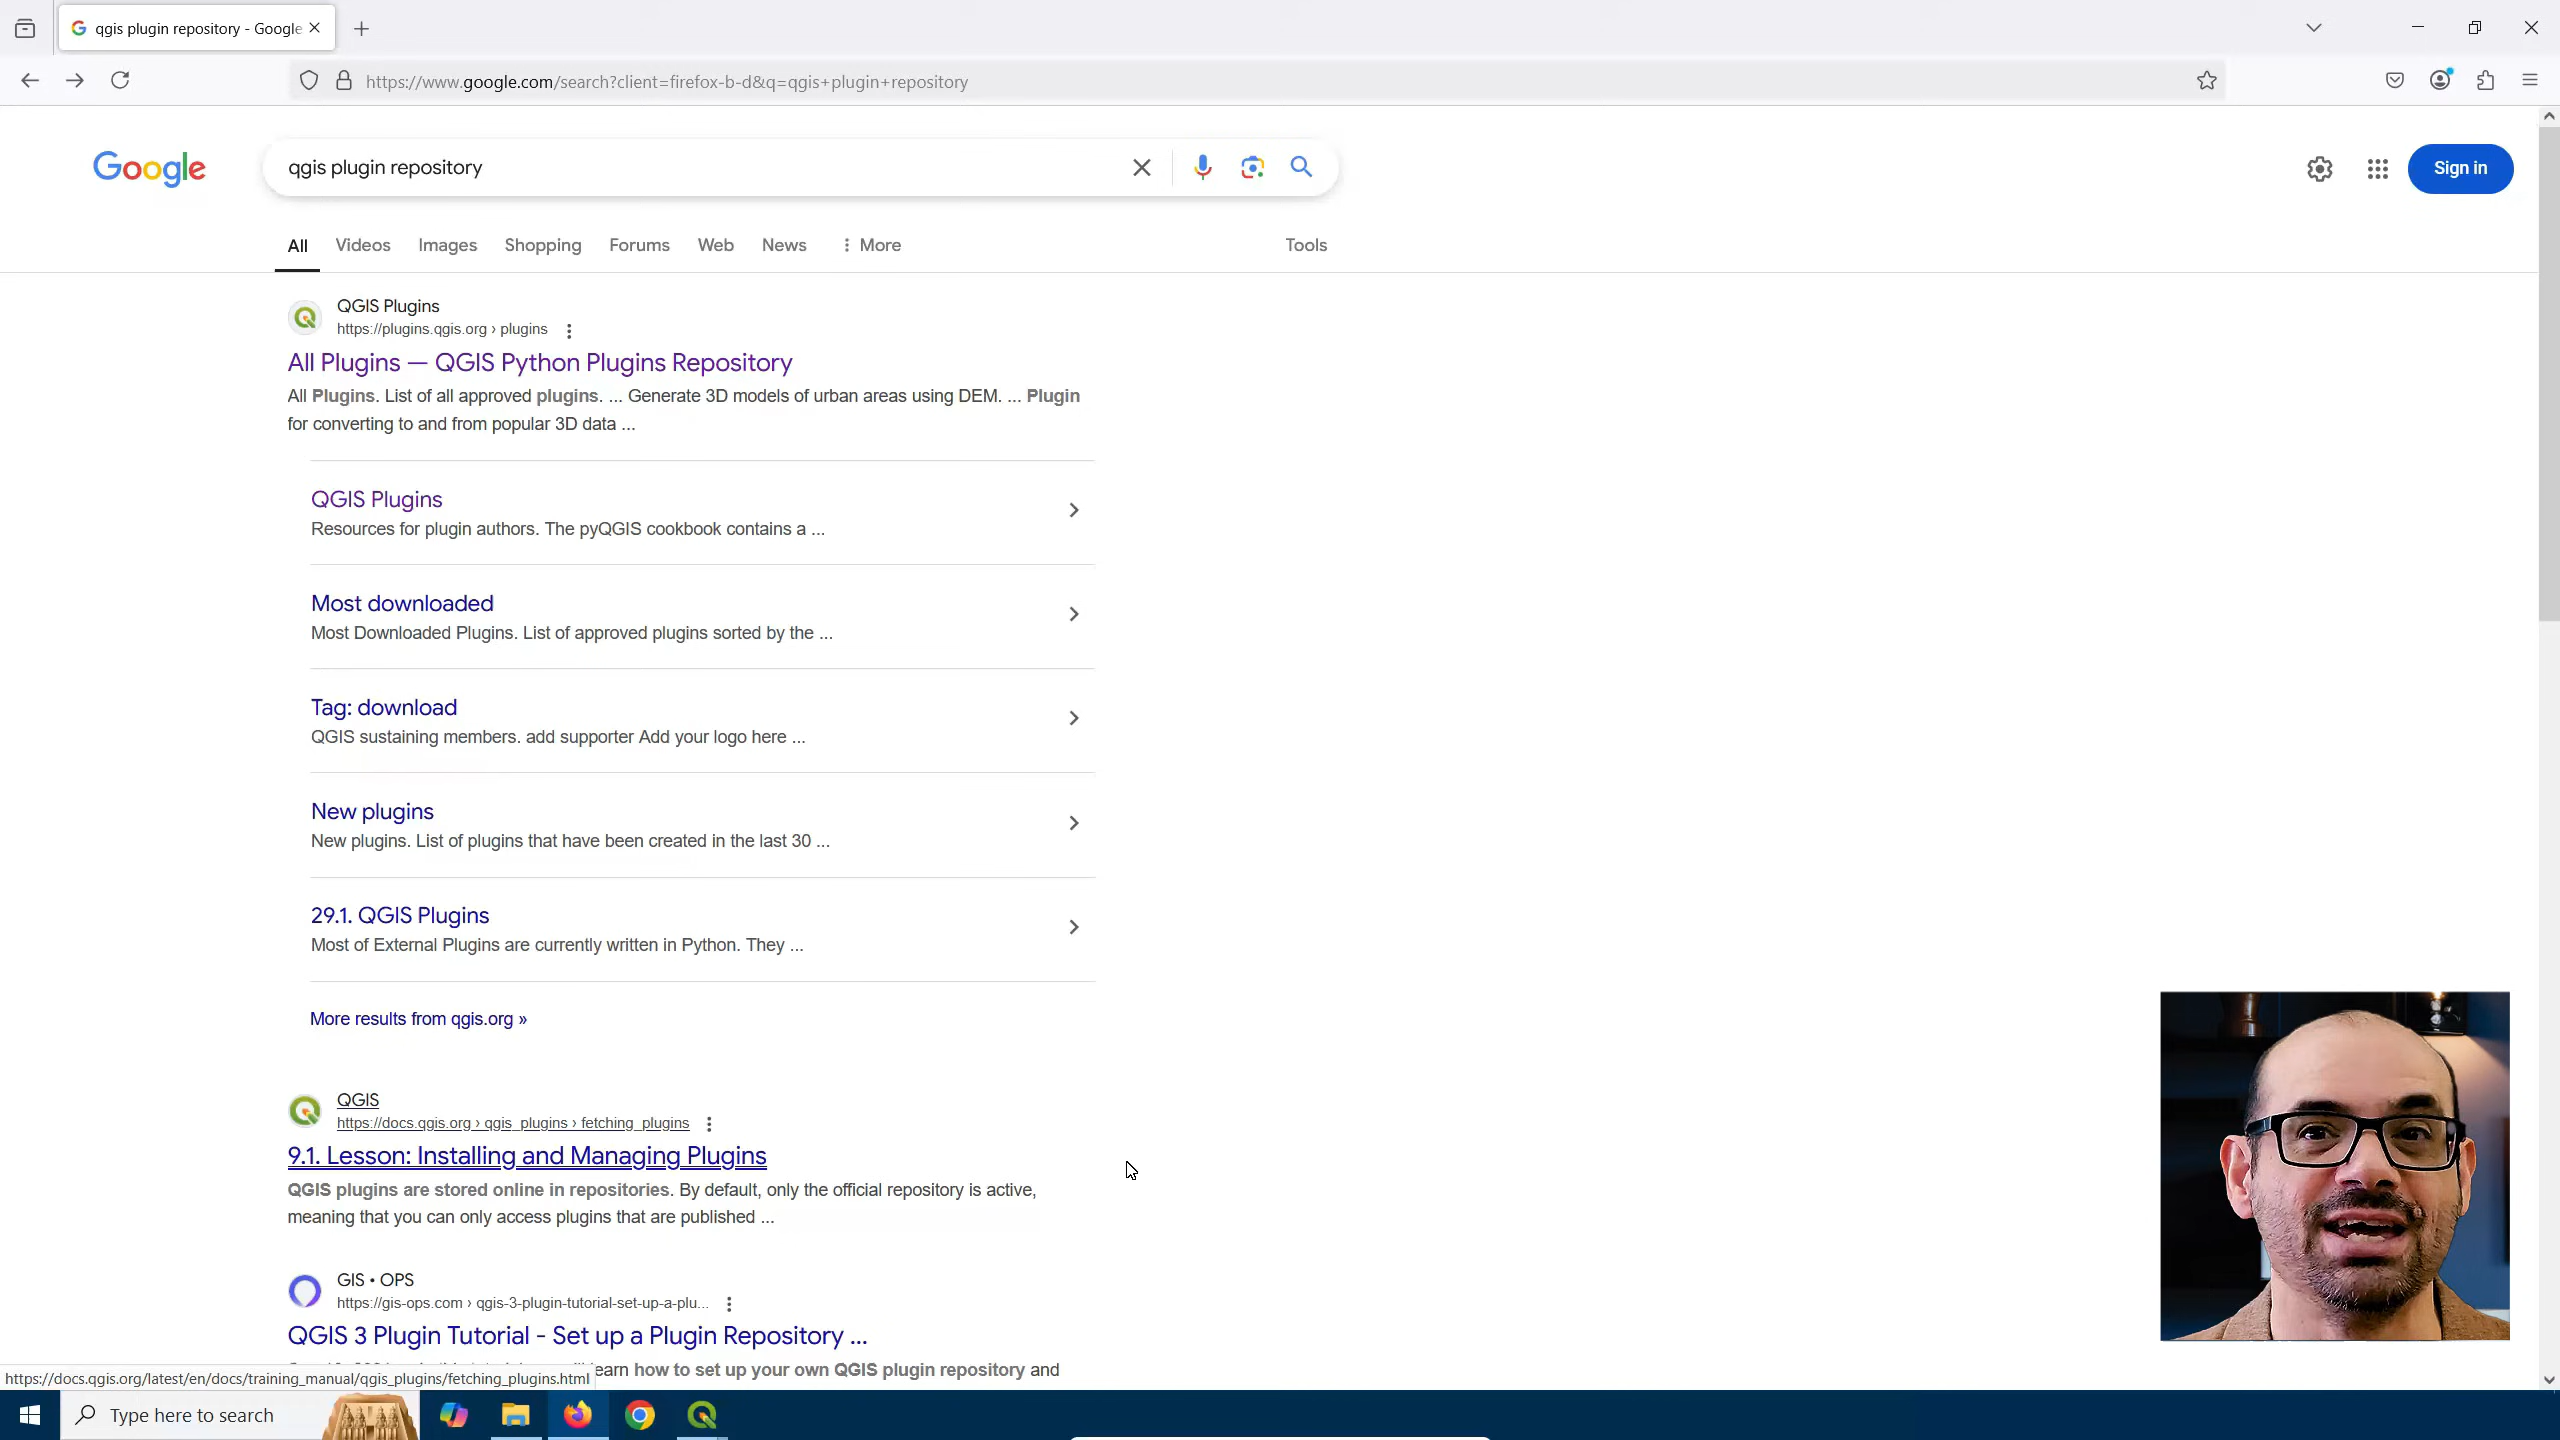 qgis plugin repository - Google
https://www.google.com/search?client=firefox-b-d&q=qgis+plugin+repository
Google
qgis plugin repository
Sign in
All
Videos
Images
Shopping
Forums
Web
News
More
Tools
QGIS Plugins
https://plugins.qgis.org › plugins
All Plugins — QGIS Python Plugins Repository
All Plugins. List of all approved plugins. ... Generate 3D models of urban areas using DEM. ... Plugin
for converting to and from popular 3D data ...
QGIS Plugins
Resources for plugin authors. The pyQGIS cookbook contains a ...
Most downloaded
Most Downloaded Plugins. List of approved plugins sorted by the ...
Tag: download
QGIS sustaining members. add supporter Add your logo here ...
New plugins
New plugins. List of plugins that have been created in the last 30 ...
29.1. QGIS Plugins
Most of External Plugins are currently written in Python. They ...
More results from qgis.org »
QGIS
https://docs.qgis.org › qgis_plugins › fetching_plugins
9.1. Lesson: Installing and Managing Plugins
QGIS plugins are stored online in repositories. By default, only the official repository is active,
meaning that you can only access plugins that are published ...
GIS • OPS
https://gis-ops.com › qgis-3-plugin-tutorial-set-up-a-plu...
QGIS 3 Plugin Tutorial - Set up a Plugin Repository ...
how to set up your own QGIS plugin repository and
https://docs.qgis.org/latest/en/docs/training_manual/qgis_plugins/fetching_plugins.html
Type here to search